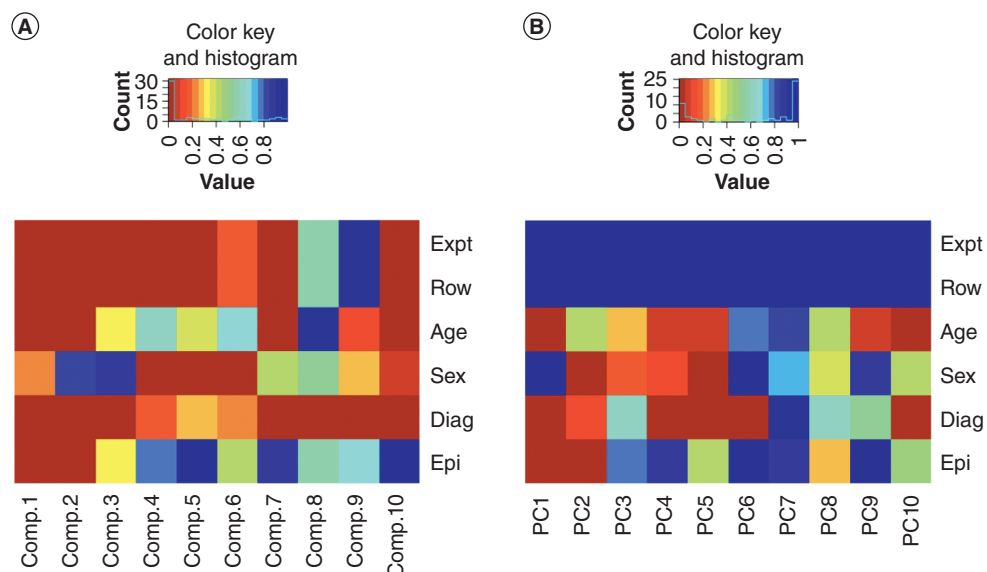 A
Color key
and histogram
Count
30
15
0
0
0.2
0.4
0.6
0.8
Value
Expt
Row
Age
Sex
Diag
Epi
Comp.1
Comp.2
Comp.3
Comp.4
Comp.5
Comp.6
Comp.7
Comp.8
Comp.9
Comp.10
B
Color key
and histogram
Count
25
10
0
0
0.2
0.4
0.6
0.8
1
Value
Expt
Row
Age
Sex
Diag
Epi
PC1
PC2
PC3
PC4
PC5
PC6
PC7
PC8
PC9
PC10